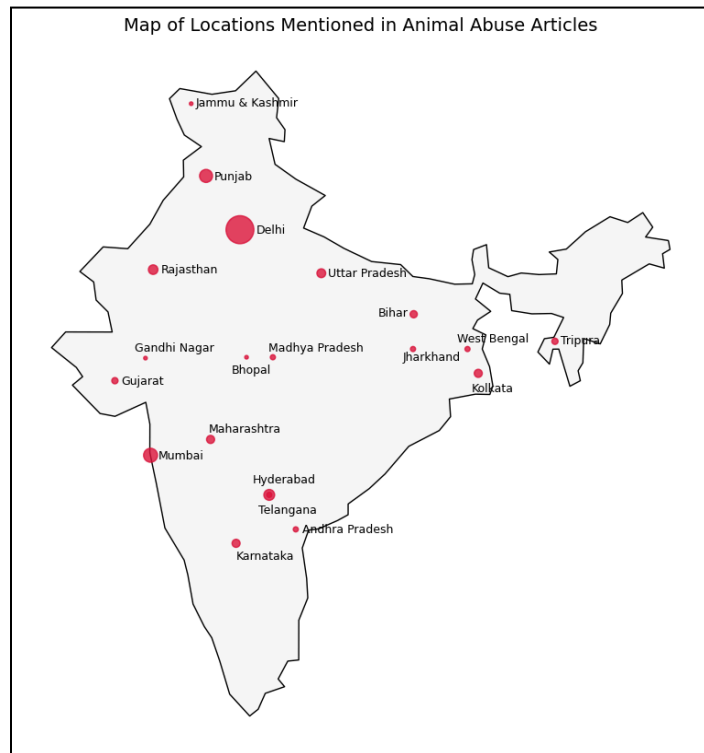 Map of Locations Mentioned in Animal Abuse Articles
Jammu & Kashmir
Punjab
Delhi
Rajasthan
Uttar Pradesh
Bihar
West Bengal
Tripura
Gandhi Nagar
Madhya Pradesh
Jharkhand
Bhopal
Gujarat
Kolkata
Maharashtra
Mumbai
Hyderabad
Telangana
Andhra Pradesh
Karnataka